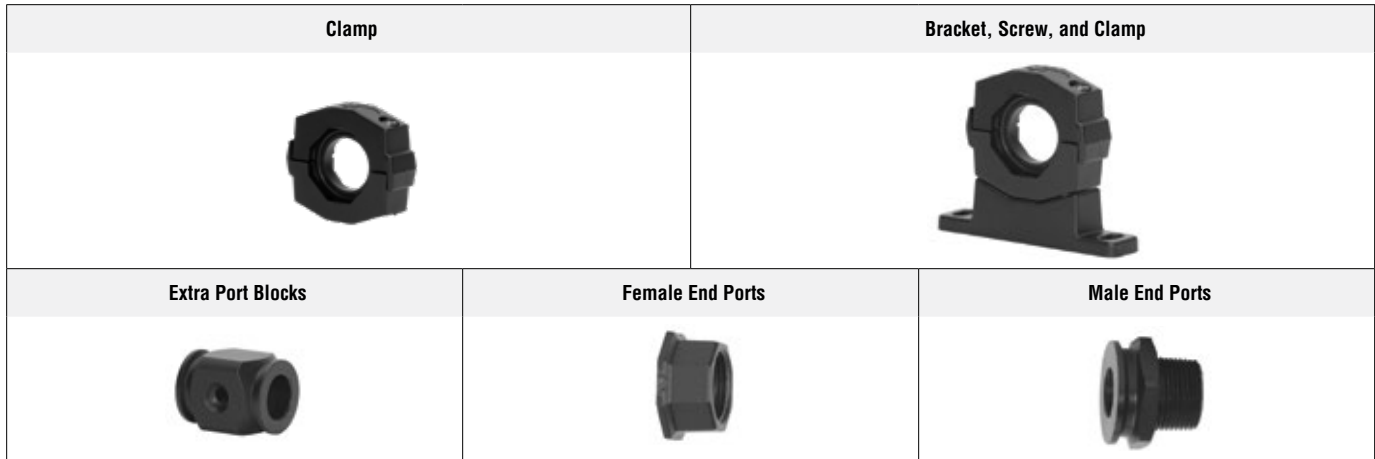 Clamp
Bracket, Screw, and Clamp
Extra Port Blocks
Female End Ports
Male End Ports